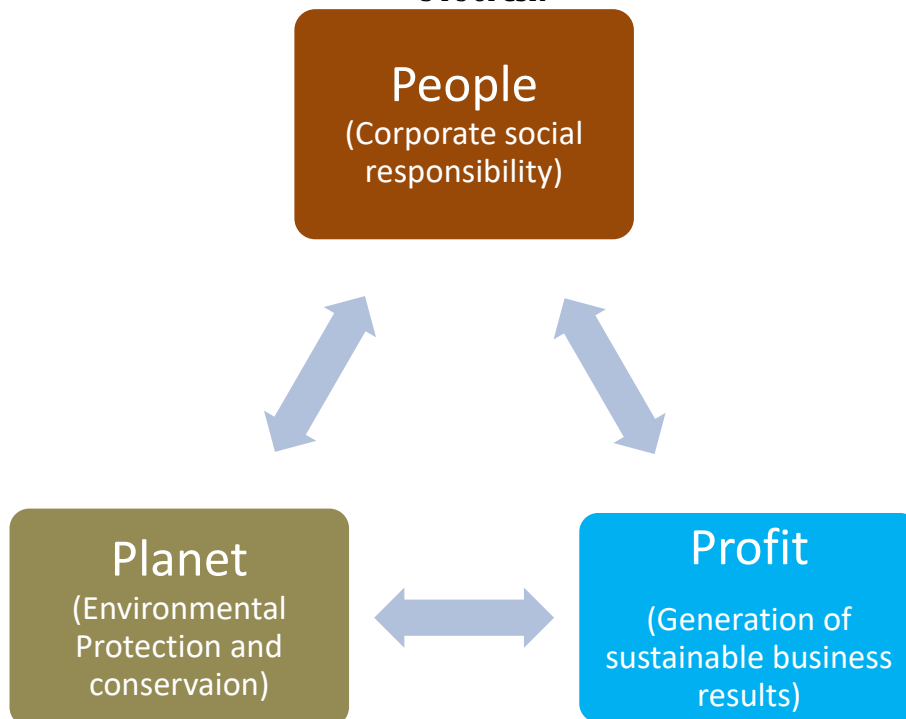 People
(Corporate social
responsibility)
Planet
(Environmental
Protection and
conservaion)
Profit
(Generation of
sustainable business
results)